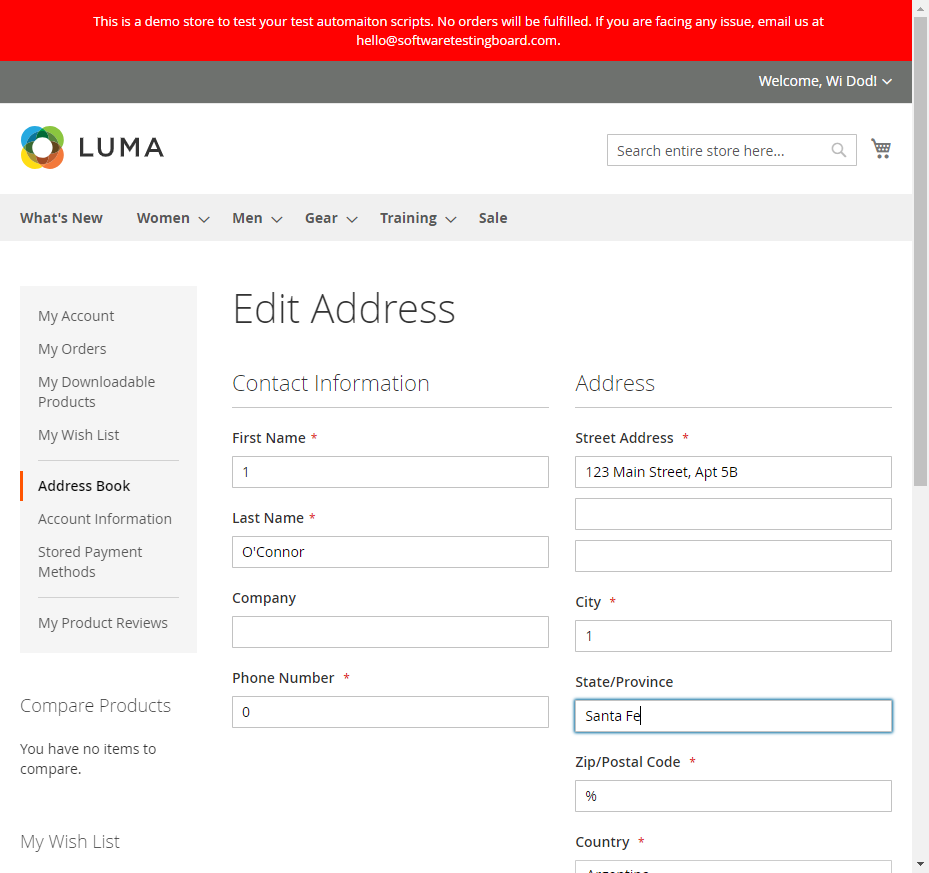 This is a demo store to test your test automaiton scripts. No orders will be fulfilled. If you are facing any issue, email us at
hello@softwaretestingboard.com.
Welcome, Wi Dod!
LUMA
Search entire store here...
What's New
Women
Men
Gear
Training
Sale
My Account
My Orders
My Downloadable
Products
My Wish List
Address Book
Account Information
Stored Payment
Methods
My Product Reviews
Compare Products
You have no items to
compare.
My Wish List
Edit Address
Contact Information
First Name *
1
Last Name *
O'Connor
Company
Phone Number *
0
Address
Street Address *
123 Main Street, Apt 5B
City *
1
State/Province
Santa Fe
Zip/Postal Code *
%
Country *
Argentina